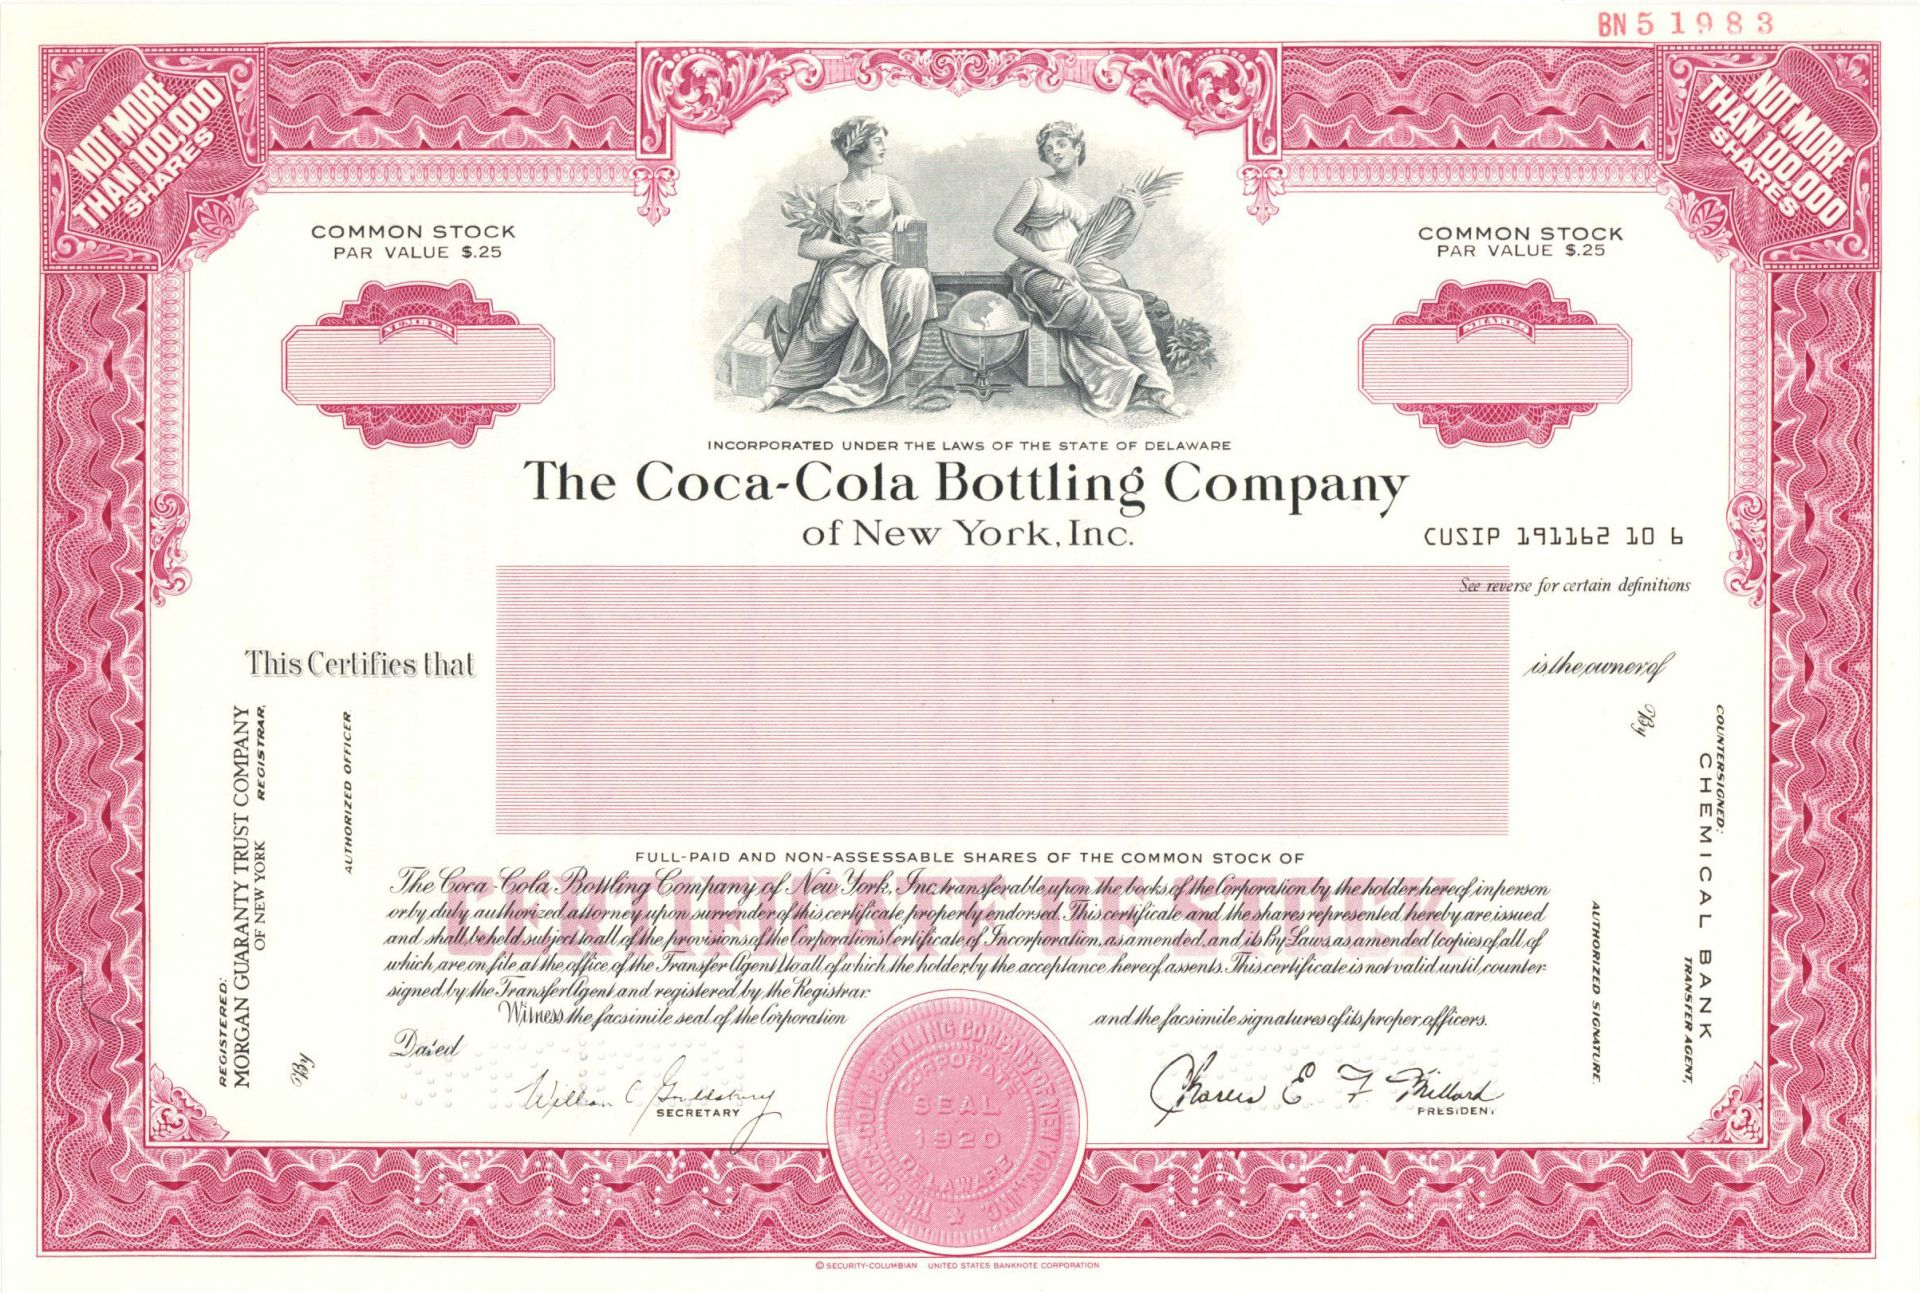 BN 5 1 9 8 3
NOT MORE
THAN 100,000
SHARES
NOT MORE
THAN 100,000
SHARES
COMMON STOCK
PAR VALUE $.25
COMMON STOCK
PAR VALUE $.25
NUMBER
SHARES
INCORPORATED UNDER THE LAWS OF THE STATE OF DELAWARE
The Coca-Cola Bottling Company
of New York, Inc.
CUSIP 191162 10 6
See reverse for certain definitions
This Certifies that
is the owner of
FULL-PAID AND NON-ASSESSABLE SHARES OF THE COMMON STOCK OF
CERTIFICATE OF STOCK
The Coca-Cola Bottling Company of New York, Inc., transferable upon the books of the Corporation by the holder hereof in person
or by duly authorized attorney upon surrender of this certificate properly endorsed. This certificate and the shares represented hereby are issued
and shall be held subject to all of the provisions of the Corporation's Certificate of Incorporation, as amended, and its By-Laws, as amended (copies of all of
which are on file at the office of the Transfer Agent) to all of which the holder, by the acceptance hereof, assents. This certificate is not valid until counter-
signed by the Transfer Agent and registered by the Registrar.
Witness the facsimile seal of the Corporation
and the facsimile signatures of its proper officers.
Dated
William C Gouldsbury
SECRETARY
Charles E F Millard
PRESIDENT
THE COCA-COLA BOTTLING COMPANY OF NEW YORK, INC.
CORPORATE
SEAL
1920
DELAWARE
REGISTERED:
MORGAN GUARANTY TRUST COMPANY
OF NEW YORK
REGISTRAR,
By
AUTHORIZED OFFICER
COUNTERSIGNED:
CHEMICAL BANK
TRANSFER AGENT,
By
AUTHORIZED SIGNATURE.
© SECURITY-COLUMBIAN UNITED STATES BANKNOTE CORPORATION